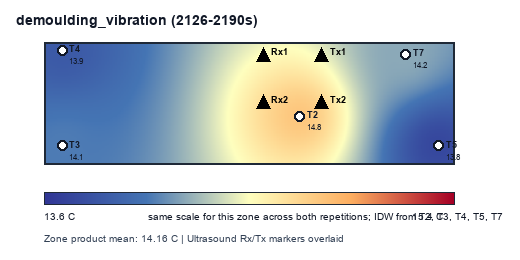 demoulding_vibration (2126-2190s)
T4
13.9
Rx1
Tx1
T7
14.2
Rx2
Tx2
T2
14.8
T3
14.1
T5
13.8
13.6 C
same scale for this zone across both repetitions; IDW from T2, T3, T4, T5, T7
Zone product mean: 14.16 C | Ultrasound Rx/Tx markers overlaid